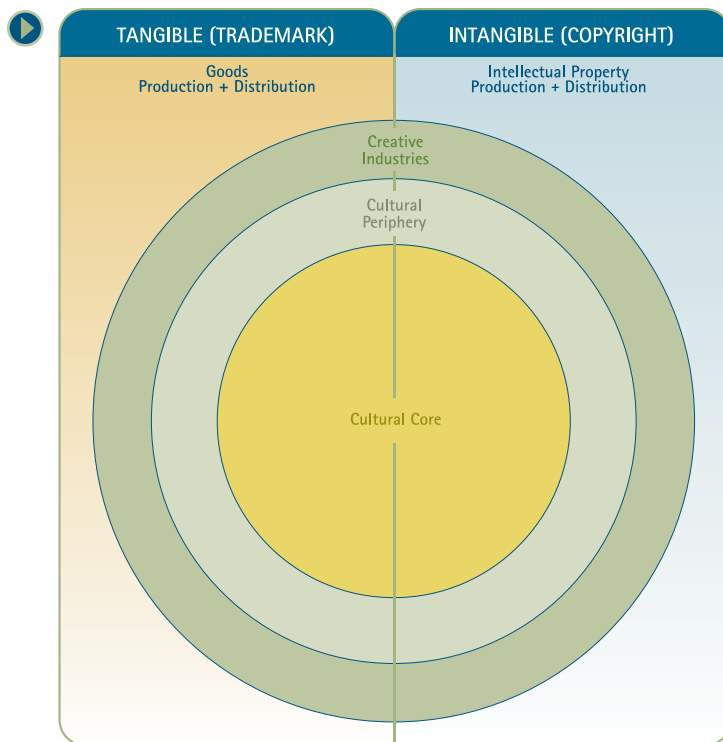 TANGIBLE (TRADEMARK)
INTANGIBLE (COPYRIGHT)
Goods
Production + Distribution
Intellectual Property
Production + Distribution
Creative
Industries
Cultural
Periphery
Cultural Core